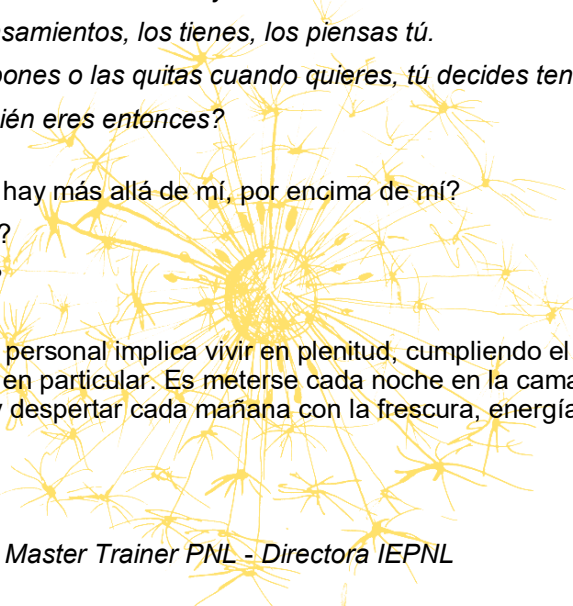 samientos, los tienes, los piensas tú.
pones o las quitas cuando quieres, tú decides ten
ién eres entonces?
hay más allá de mí, por encima de mí?
?
?
personal implica vivir en plenitud, cumpliendo el
en particular. Es meterse cada noche en la cama
y despertar cada mañana con la frescura, energía
Master Trainer PNL - Directora IEPNL